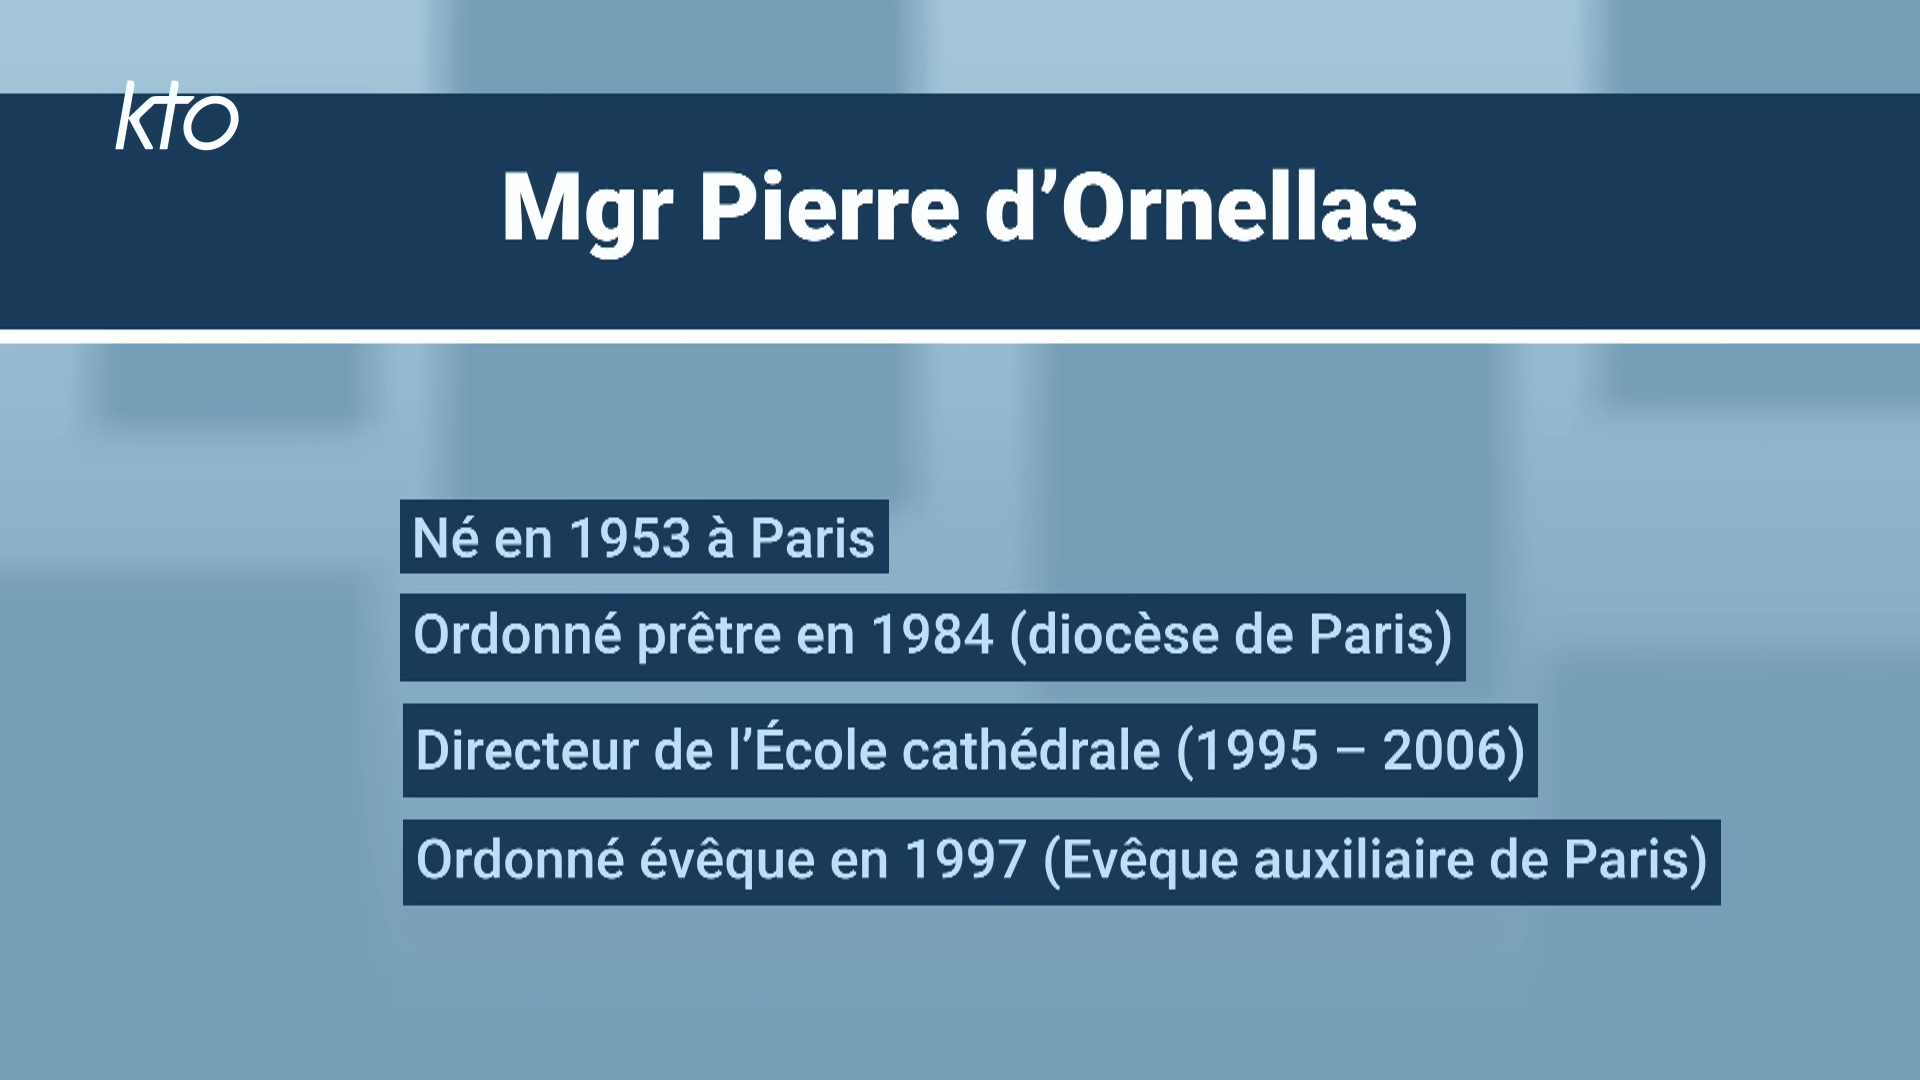 kto
Mgr Pierre d’Ornellas
Né en 1953 à Paris
Ordonné prêtre en 1984 (diocèse de Paris)
Directeur de l’École cathédrale (1995 – 2006)
Ordonné évêque en 1997 (Evêque auxiliaire de Paris)